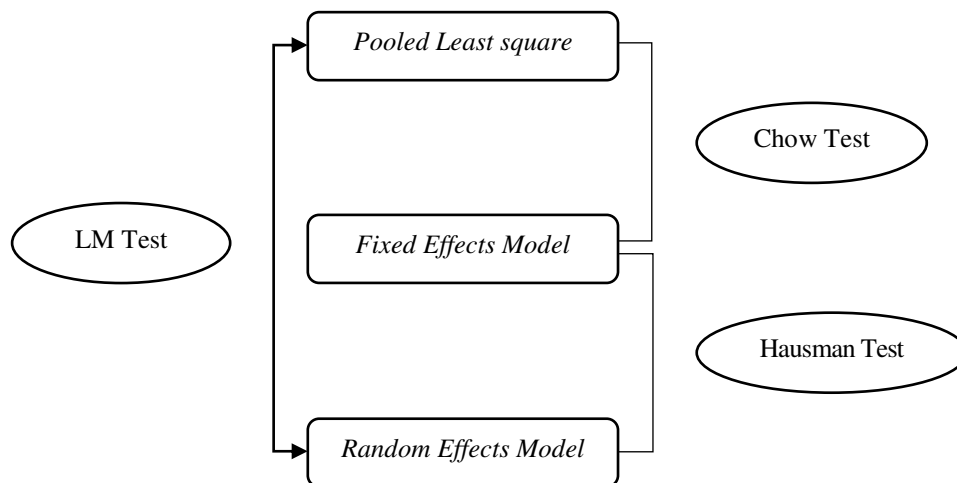 Pooled Least square
Chow Test
LM Test
Fixed Effects Model
Hausman Test
Random Effects Model